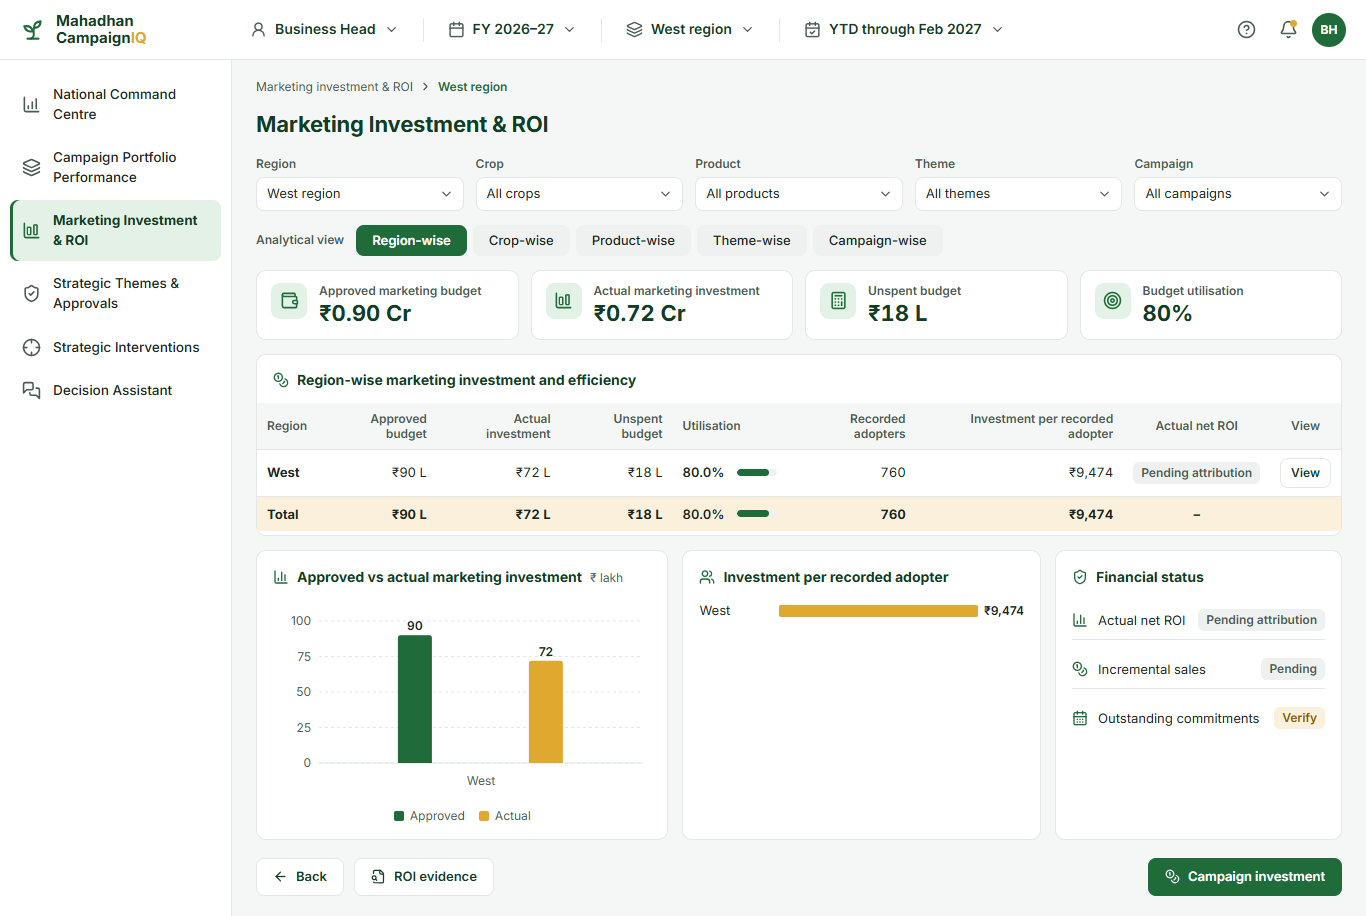 Mahadhan
CampaignIQ
Business Head
FY 2026–27
West region
YTD through Feb 2027
BH
National Command
Centre
Campaign Portfolio
Performance
Marketing Investment
& ROI
Strategic Themes &
Approvals
Strategic Interventions
Decision Assistant
Marketing investment & ROI > West region
Marketing Investment & ROI
Region
Crop
Product
Theme
Campaign
West region
All crops
All products
All themes
All campaigns
Analytical view
Region-wise
Crop-wise
Product-wise
Theme-wise
Campaign-wise
Approved marketing budget
₹0.90 Cr
Actual marketing investment
₹0.72 Cr
Unspent budget
₹18 L
Budget utilisation
80%
Region-wise marketing investment and efficiency
Region
Approved
budget
Actual
investment
Unspent
budget
Utilisation
Recorded
adopters
Investment per recorded
adopter
Actual net ROI
View
West ₹90 L ₹72 L ₹18 L 80.0% 760 ₹9,474 Pending attribution View
Total ₹90 L ₹72 L ₹18 L 80.0% 760 ₹9,474 –
Approved vs actual marketing investment ₹ lakh
100
75
50
25
0
90
72
West
Approved
Actual
Investment per recorded adopter
West ₹9,474
Financial status
Actual net ROI Pending attribution
Incremental sales Pending
Outstanding commitments Verify
Back
ROI evidence
Campaign investment